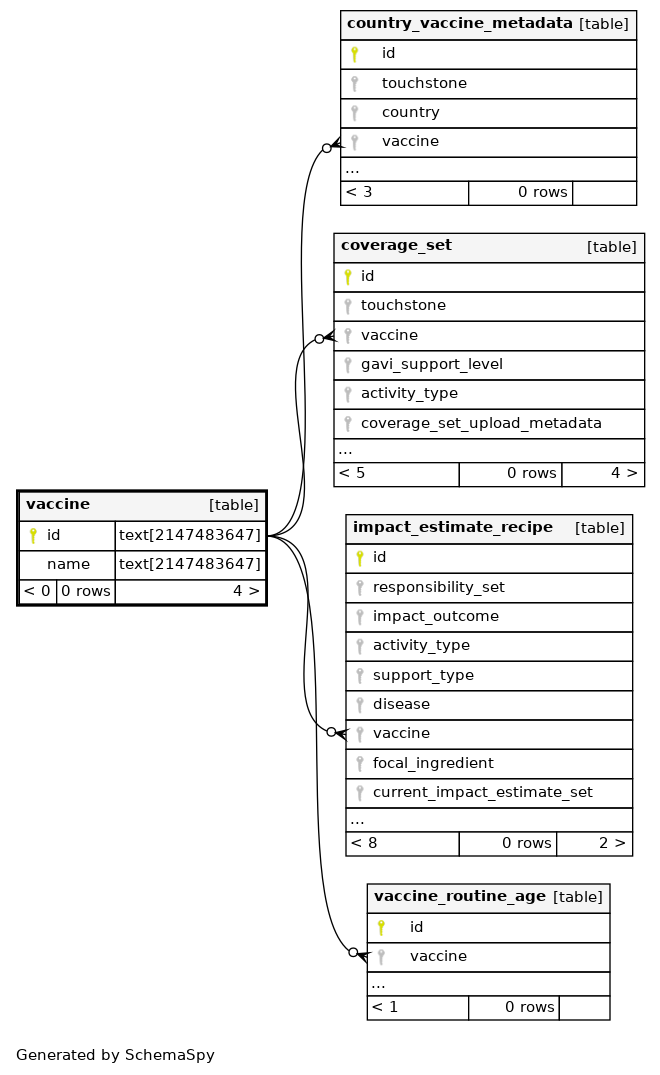 country_vaccine_metadata [table]
id
touchstone
country
vaccine
...
< 3 0 rows
coverage_set [table]
id
touchstone
vaccine
gavi_support_level
activity_type
coverage_set_upload_metadata
...
< 5 0 rows 4 >
vaccine [table]
id text[2147483647]
name text[2147483647]
< 0 0 rows 4 >
impact_estimate_recipe [table]
id
responsibility_set
impact_outcome
activity_type
support_type
disease
vaccine
focal_ingredient
current_impact_estimate_set
...
< 8 0 rows 2 >
vaccine_routine_age [table]
id
vaccine
...
< 1 0 rows
Generated by SchemaSpy